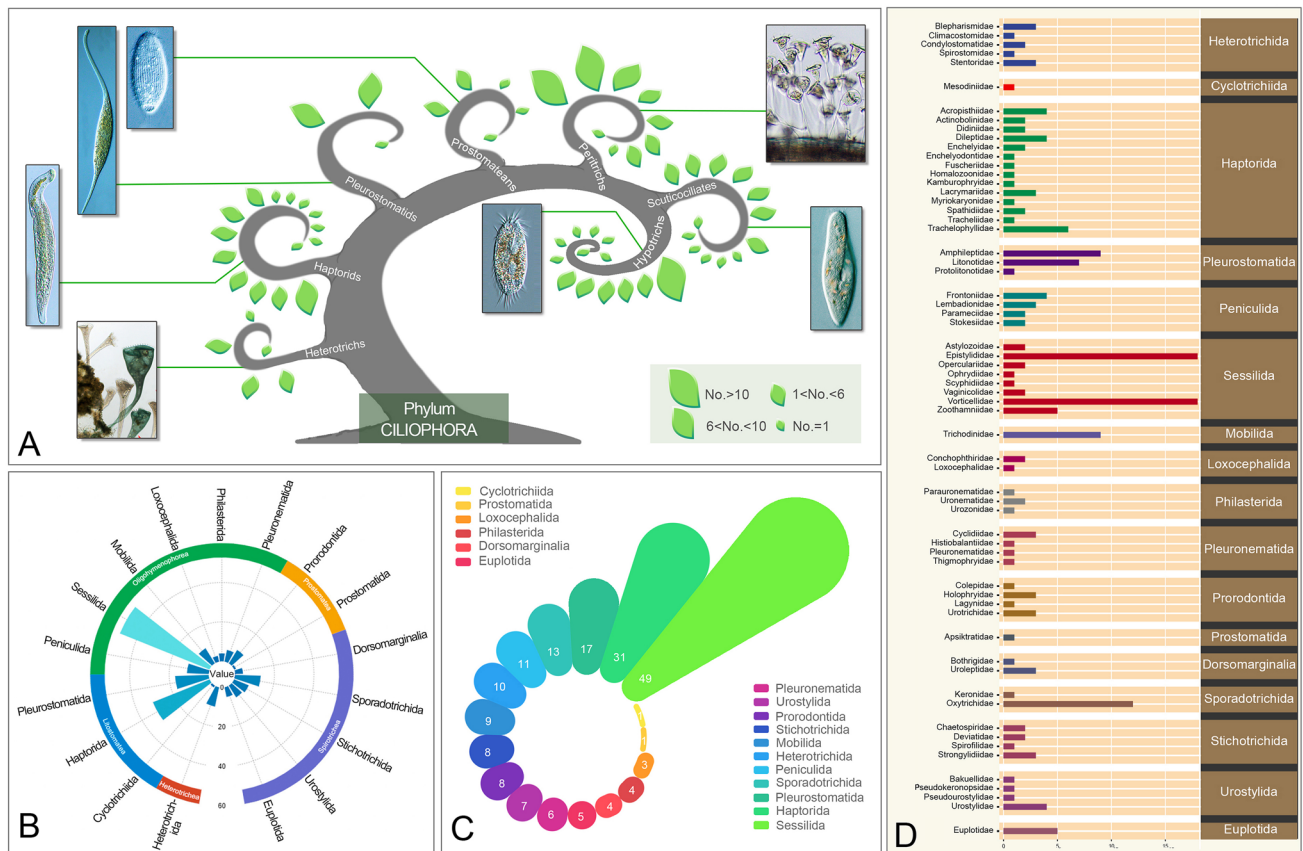 Prostomateans
Peritrichs
Pleurostomatids
Scuticociliates
Hypotrichs
Haptorids
Heterotrichs
Phylum
CILIOPHORA
No.>10
1<No.<6
6<No.<10
No.=1
A
Philasterida
Loxocephalida
Pleuronematida
Mobilida
Prorodontida
Oligohymenophorea
Prostomatea
Sessilida
Prostomatida
Peniculida
Dorsomarginalia
Value
Pleurostomatida
0
Sporadotrichida
Litostomatea
Spirotrichea
20
Haptorida
Stichotrichida
40
Cyclotrichiida
Heterotrichea
Urostylida
60
Heterotrich-
ida
Euplotida
B
Cyclotrichiida
Prostomatida
Loxocephalida
Philasterida
Dorsomarginalia
Euplotida
49
31
17
13
11
10
9
8
8
7
6
5
4
4
3
1
Pleuronematida
Urostylida
Prorodontida
Stichotrichida
Mobilida
Heterotrichida
Peniculida
Sporadotrichida
Pleurostomatida
Haptorida
Sessilida
C
Blepharismidae
Climacostomidae
Condylostomatidae
Spirostomidae
Stentoridae
Heterotrichida
Mesodiniidae
Cyclotrichiida
Acropisthiidae
Actinobolinidae
Didiniidae
Dileptidae
Enchelyidae
Enchelyodontidae
Fuscheriidae
Homalozoonidae
Kamburophryidae
Lacrymariidae
Myriokaryonidae
Spathidiidae
Tracheliidae
Trachelophyllidae
Haptorida
Amphileptidae
Litonotidae
Protolitonotidae
Pleurostomatida
Frontoniidae
Lembadionidae
Parameciidae
Stokesiidae
Peniculida
Astylozoidae
Epistylididae
Operculariidae
Ophrydiidae
Scyphidiidae
Vaginicolidae
Vorticellidae
Zoothamniidae
Sessilida
Trichodinidae
Mobilida
Conchophthiridae
Loxocephalidae
Loxocephalida
Parauronematidae
Uronematidae
Urozonidae
Philasterida
Cyclidiidae
Histiobalantiidae
Pleuronematidae
Thigmophryidae
Pleuronematida
Colepidae
Holophryidae
Lagynidae
Urotrichidae
Prorodontida
Apsiktratidae
Prostomatida
Bothrigidae
Uroleptidae
Dorsomarginalia
Keronidae
Oxytrichidae
Sporadotrichida
Chaetospiridae
Deviatidae
Spirofilidae
Strongylidiidae
Stichotrichida
Bakuellidae
Pseudokeronopsidae
Pseudourostylidae
Urostylidae
Urostylida
Euplotidae
Euplotida
0
D